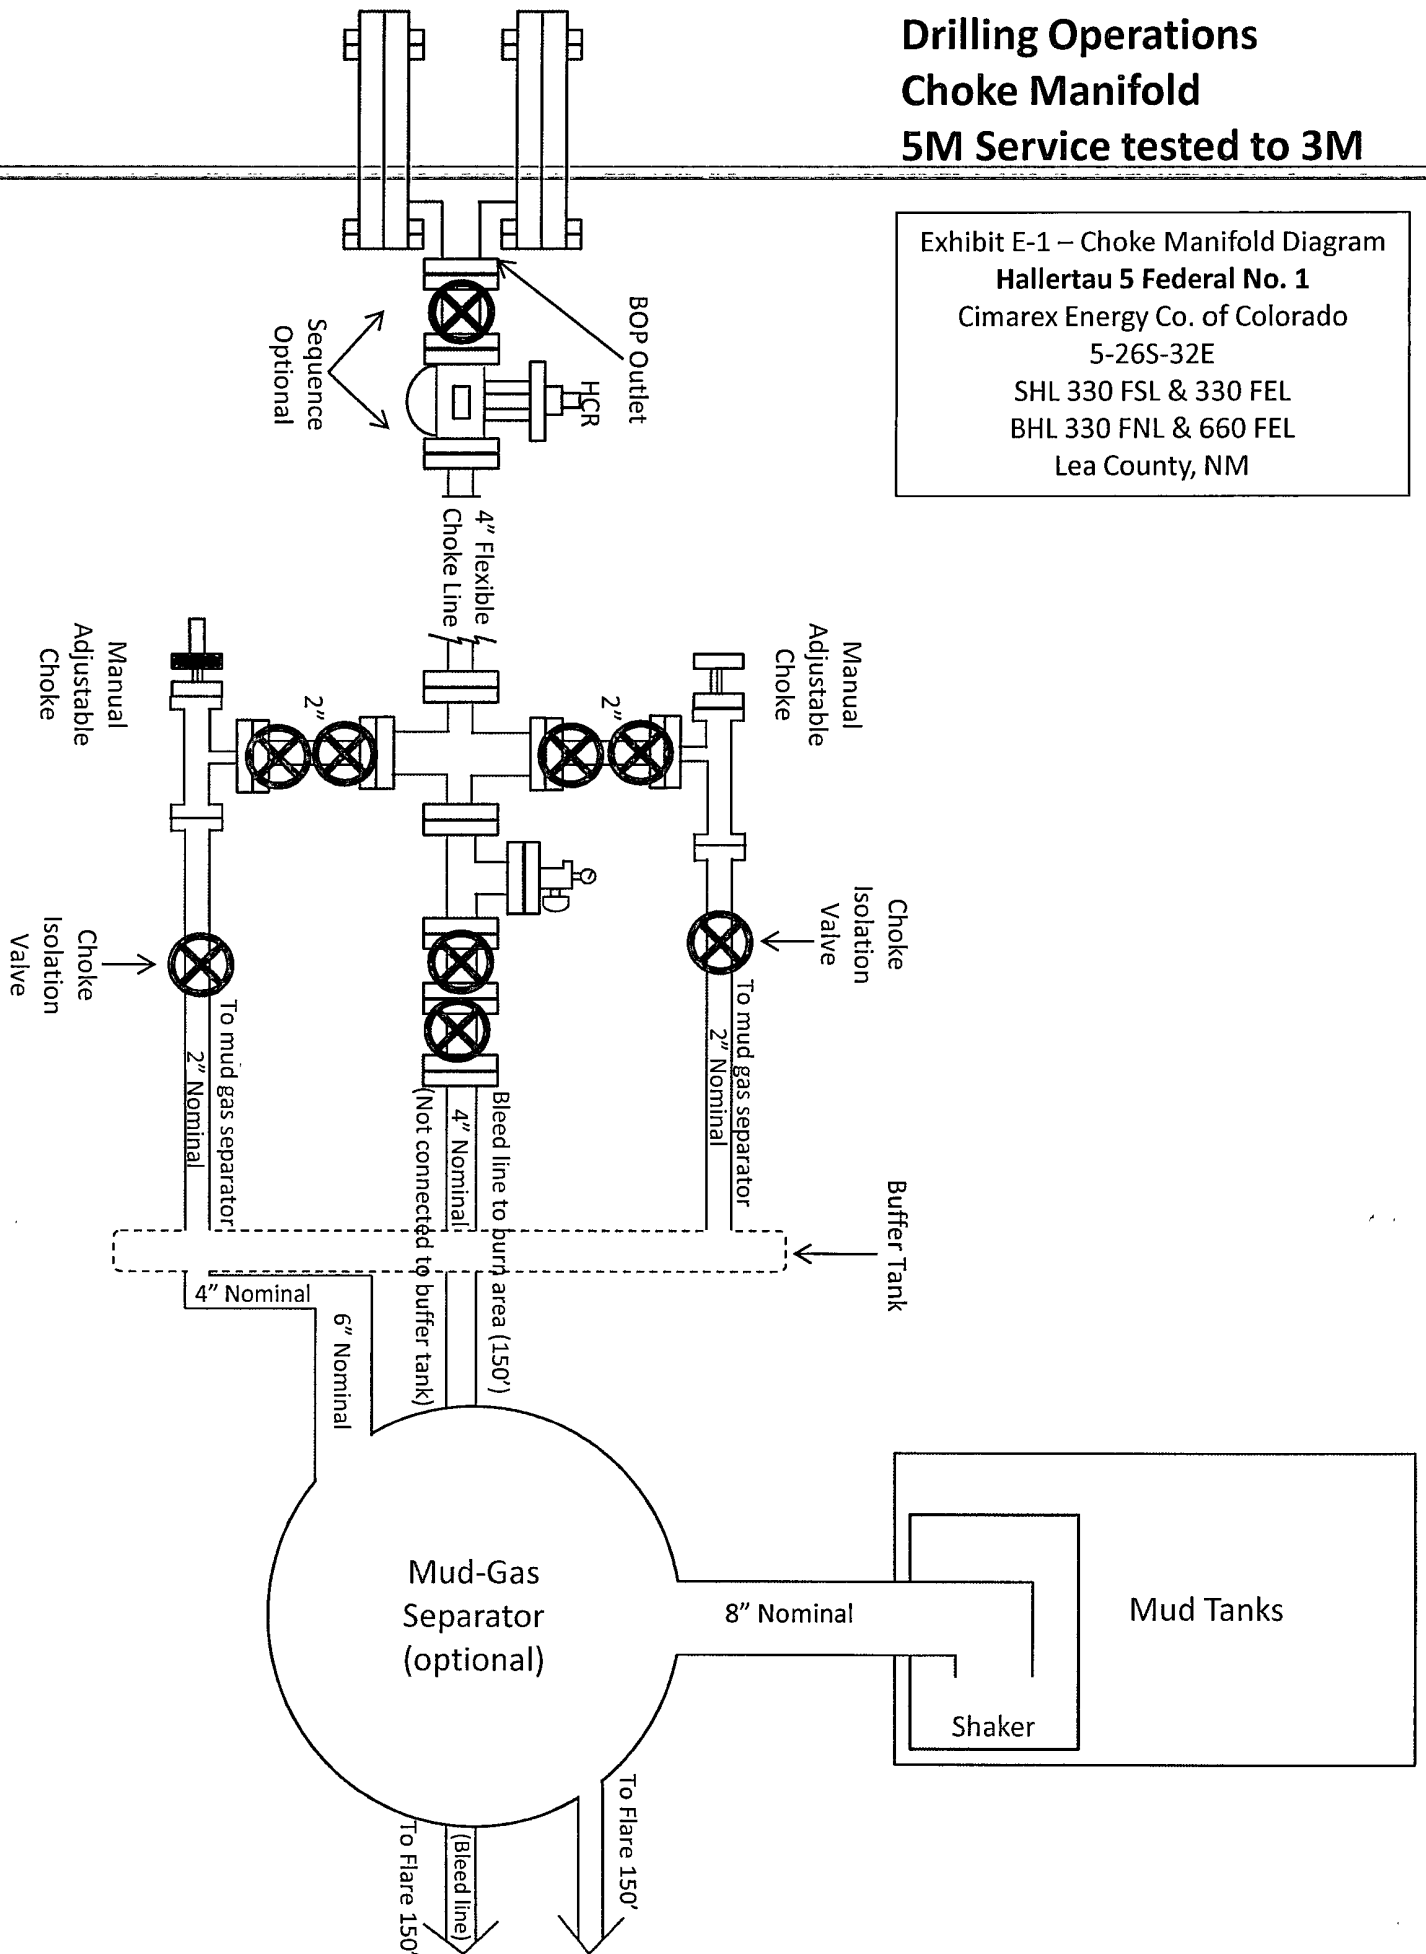 Drilling Operations
Choke Manifold
5M Service tested to 3M
Exhibit E-1 – Choke Manifold Diagram
Hallertau 5 Federal No. 1
Cimarex Energy Co. of Colorado
5-26S-32E
SHL 330 FSL & 330 FEL
BHL 330 FNL & 660 FEL
Lea County, NM
BOP Outlet
HCR
Sequence
Optional
4” Flexible
Choke Line
Manual
Adjustable
Choke
Manual
Adjustable
Choke
2”
2”
Choke
Isolation
Valve
Choke
Isolation
Valve
To mud gas separator
2” Nominal
To mud gas separator
2” Nominal
Bleed line to burn area (150’)
4” Nominal
(Not connected to buffer tank)
Buffer Tank
4” Nominal
6” Nominal
Mud-Gas
Separator
(optional)
8” Nominal
Mud Tanks
Shaker
To Flare 150’
(Bleed line)
To Flare 150’